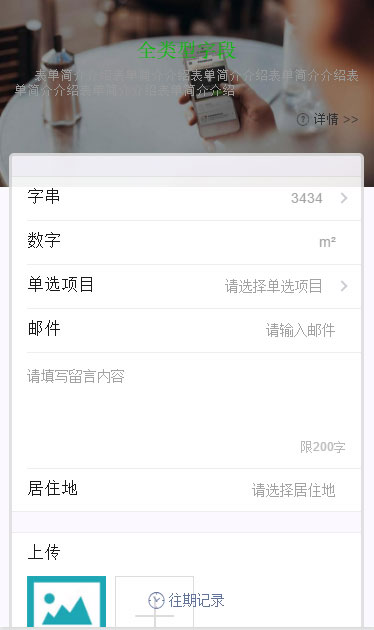 全类型字段
表单简介介绍表单简介介绍表单简介介绍表单简介介绍表
单简介介绍表单简介介绍表单简介介绍
详情 >>
字串 3434
数字 m²
单选项目 请选择单选项目
邮件 请输入邮件
请填写留言内容
限200字
居住地 请选择居住地
上传
往期记录